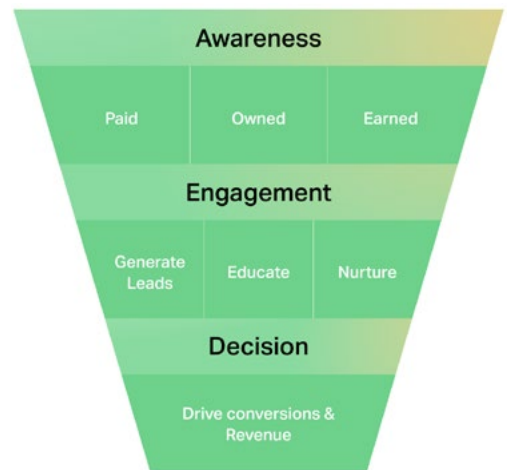 Awareness
Paid
Owned
Earned
Engagement
Generate
Leads
Educate
Nurture
Decision
Drive conversions &
Revenue